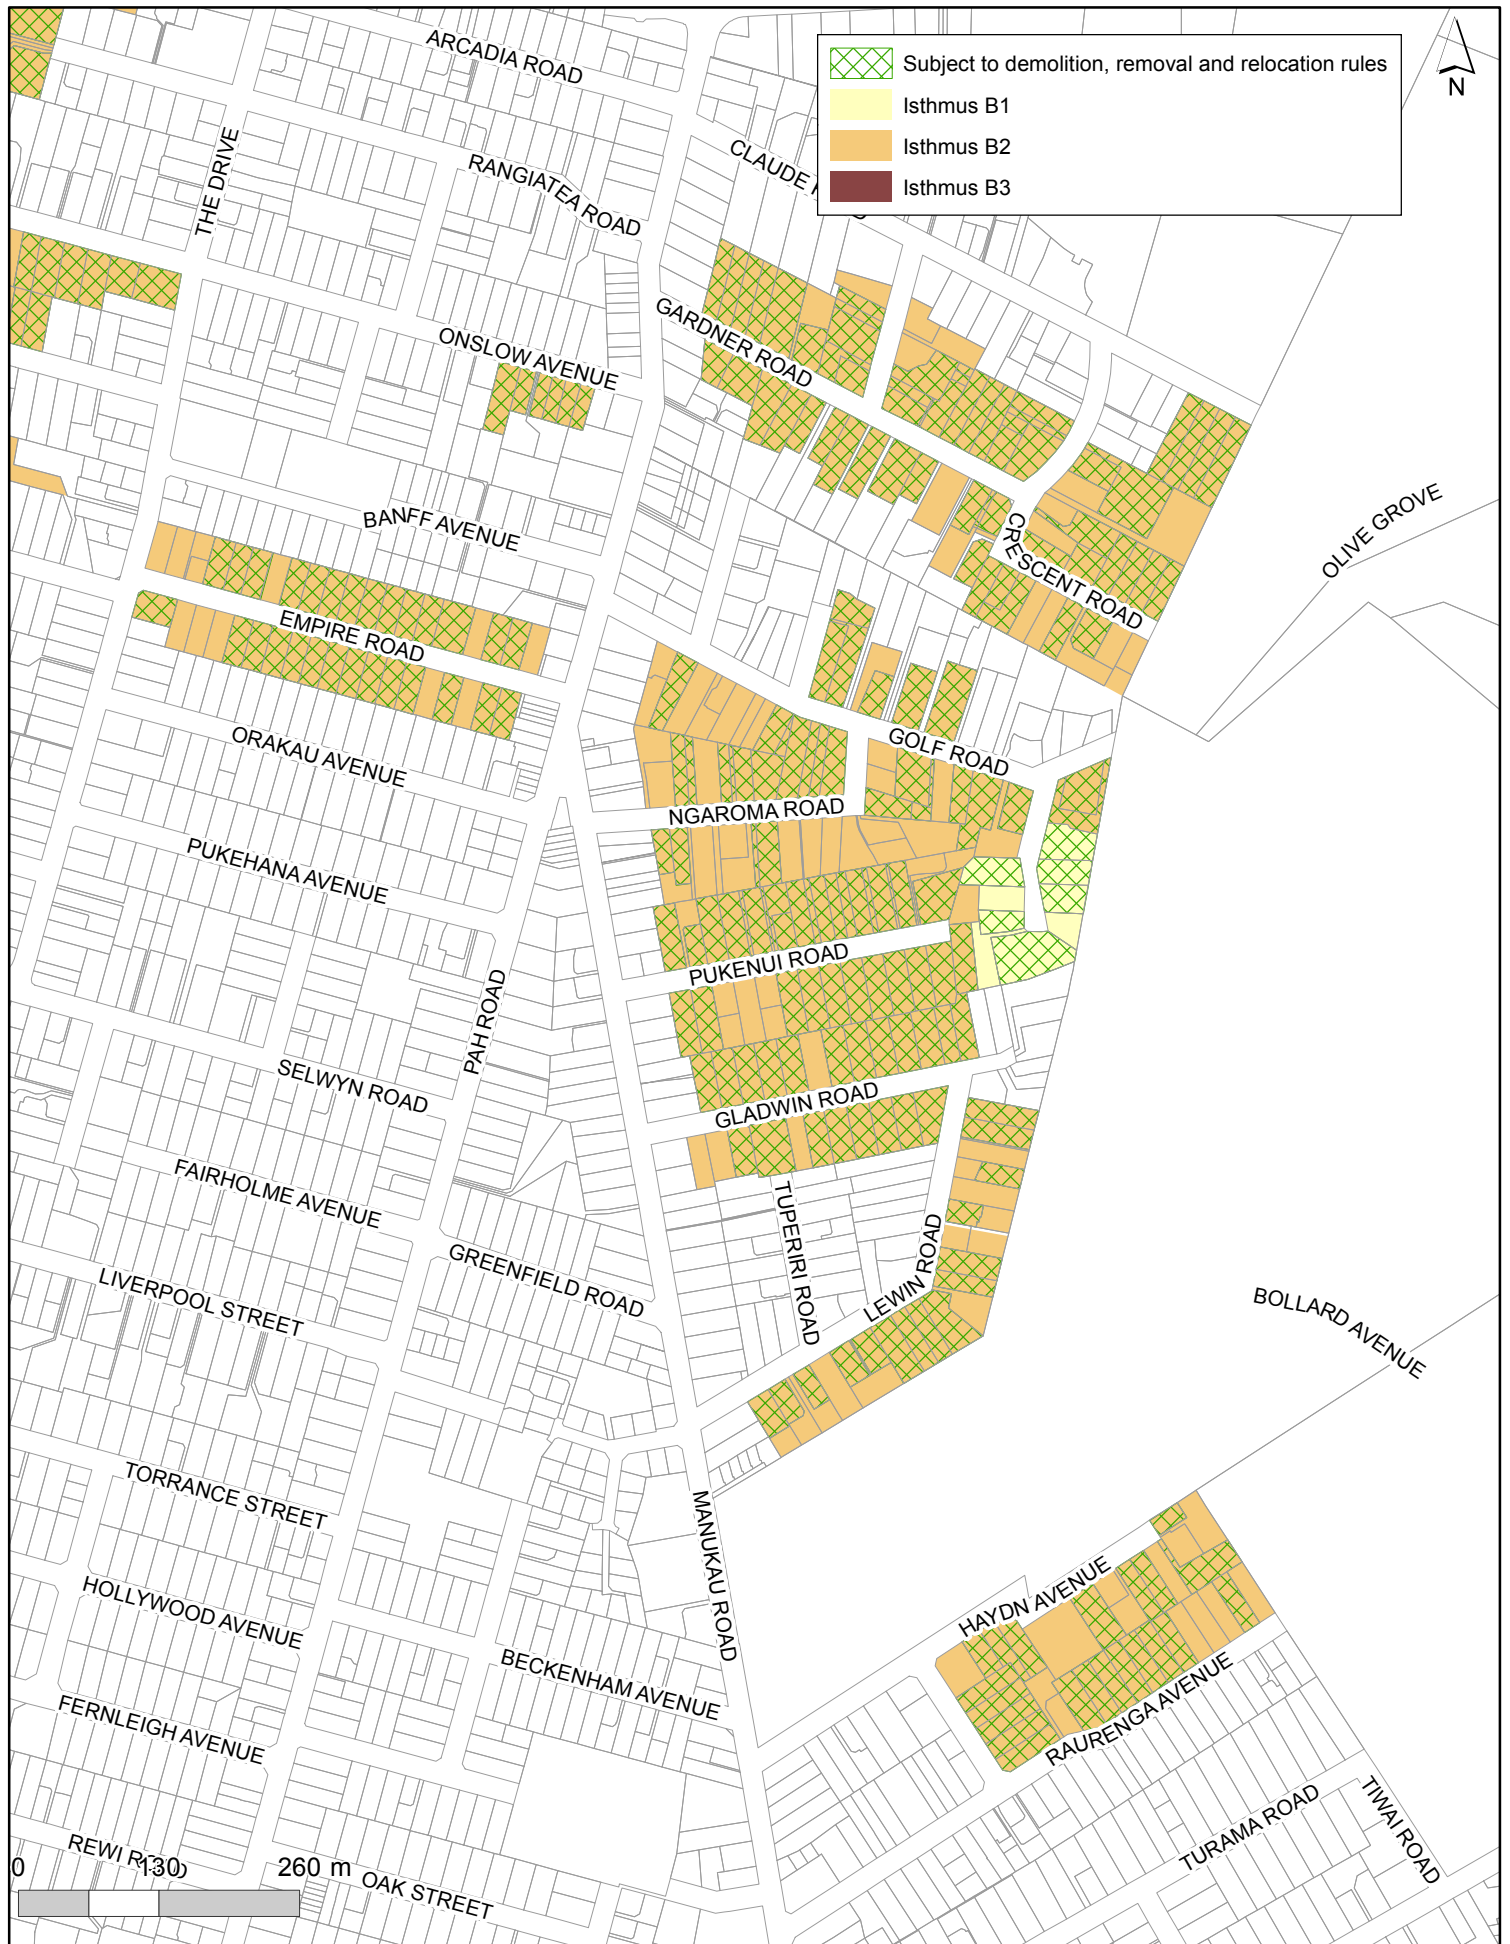 ARCADIA ROAD
Subject to demolition, removal and relocation rules
Isthmus B1
Isthmus B2
Isthmus B3
N
THE DRIVE
RANGIATEA ROAD
CLAUDE
GARDNER ROAD
ONSLOW AVENUE
BANFF AVENUE
OLIVE GROVE
CRESCENT ROAD
EMPIRE ROAD
ORAKAU AVENUE
GOLF ROAD
NGAROMA ROAD
PUKEHANA AVENUE
PUKENUI ROAD
PAH ROAD
SELWYN ROAD
GLADWIN ROAD
FAIRHOLME AVENUE
TUPERIRI ROAD
GREENFIELD ROAD
LEWIN ROAD
LIVERPOOL STREET
BOLLARD AVENUE
TORRANCE STREET
MANUKAU ROAD
HOLLYWOOD AVENUE
HAYDN AVENUE
BECKENHAM AVENUE
RAURENGA AVENUE
FERNLEIGH AVENUE
TURAMA ROAD
TIWAI ROAD
REWI
0 130 260 m
OAK STREET